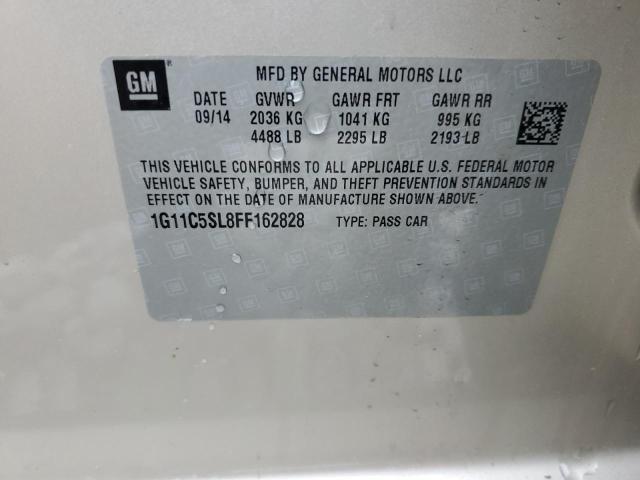 GM
MFD BY GENERAL MOTORS LLC
DATE GVWR GAWR FRT GAWR RR
09/14 2036 KG 1041 KG 995 KG
4488 LB 2295 LB 2193 LB
THIS VEHICLE CONFORMS TO ALL APPLICABLE U.S. FEDERAL MOTOR
VEHICLE SAFETY, BUMPER, AND THEFT PREVENTION STANDARDS IN
EFFECT ON THE DATE OF MANUFACTURE SHOWN ABOVE.
1G11C5SL8FF162828 TYPE: PASS CAR